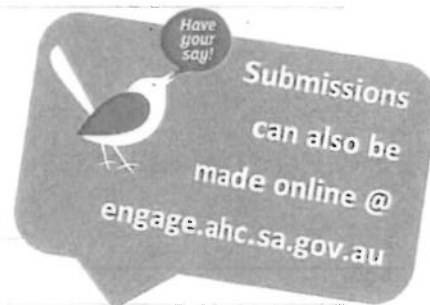 Have
your
say!
Submissions
can also be
made online @
engage.ahc.sa.gov.au